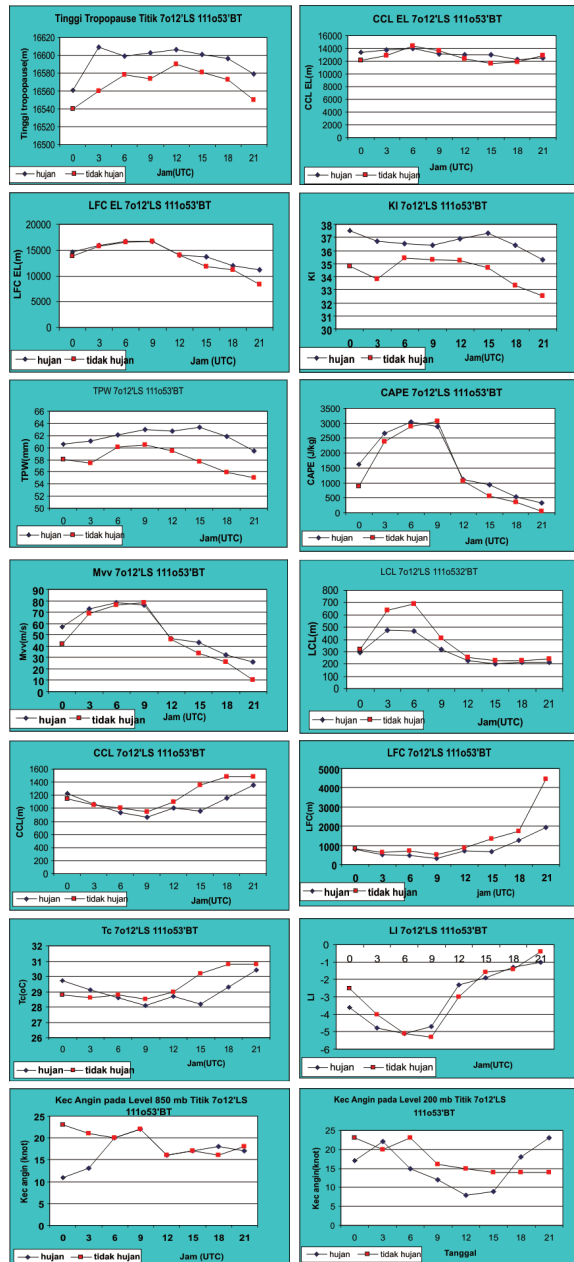 Tinggi Tropopause Titik 7o12'LS 111o53'BT
Tinggi tropopause(m)
16620
16600
16580
16560
16540
16520
16500
0 3 6 9 12 15 18 21
Jam(UTC)
hujan tidak hujan
CCL EL 7o12'LS 111o53'BT
CCL EL(m)
16000
14000
12000
10000
8000
6000
4000
2000
0
0 3 6 9 12 15 18 21
Jam (UTC)
hujan tidak hujan
LFC EL 7o12'LS 111o53'BT
LFC EL(m)
20000
15000
10000
5000
0
0 3 6 9 12 15 18 21
Jam (UTC)
hujan tidak hujan
KI 7o12'LS 111o53'BT
KI
38
37
36
35
34
33
32
31
30
0 3 6 9 12 15 18 21
Jam(UTC)
hujan tidak hujan
TPW 7o12'LS 111o53'BT
TPW(mm)
66
64
62
60
58
56
54
52
50
0 3 6 9 12 15 18 21
Jam(UTC)
hujan tidak hujan
CAPE 7o12'LS 111o53'BT
CAPE (J/kg)
3500
3000
2500
2000
1500
1000
500
0
0 3 6 9 12 15 18 21
Jam(UTC)
hujan tidak hujan
Mvv 7o12'LS 111o53'BT
Mvv(m/s)
90
80
70
60
50
40
30
20
10
0
0 3 6 9 12 15 18 21
Jam (UTC)
hujan tidak hujan
LCL 7o12'LS 111o532'BT
LCL(m)
800
700
600
500
400
300
200
100
0
0 3 6 9 12 15 18 21
Jam(UTC)
hujan tidak hujan
CCL 7o12'LS 111o53'BT
CCL(m)
1600
1400
1200
1000
800
600
400
200
0
0 3 6 9 12 15 18 21
Jam(UTC)
hujan tidak hujan
LFC 7o12'LS 111o53'BT
LFC(m)
5000
4000
3000
2000
1000
0
0 3 6 9 12 15 18 21
jam (UTC)
hujan tidak hujan
Tc 7o12'LS 111o53'BT
Tc(oC)
32
31
30
29
28
27
26
0 3 6 9 12 15 18 21
Jam(UTC)
hujan tidak hujan
LI 7o12'LS 111o53'BT
LI
0
-1
-2
-3
-4
-5
-6
0 3 6 9 12 15 18 21
Jam(UTC)
hujan tidak hujan
Kec Angin pada Level 850 mb Titik 7o12'LS
111o53'BT
Kec angin (knot)
25
20
15
10
5
0
0 3 6 9 12 15 18 21
Jam (UTC)
hujan tidak hujan
Kec Angin pada Level 200 mb Titik 7o12'LS
111o53'BT
Kec angin(knot)
25
20
15
10
5
0
0 3 6 9 12 15 18 21
Tanggal
hujan tidak hujan